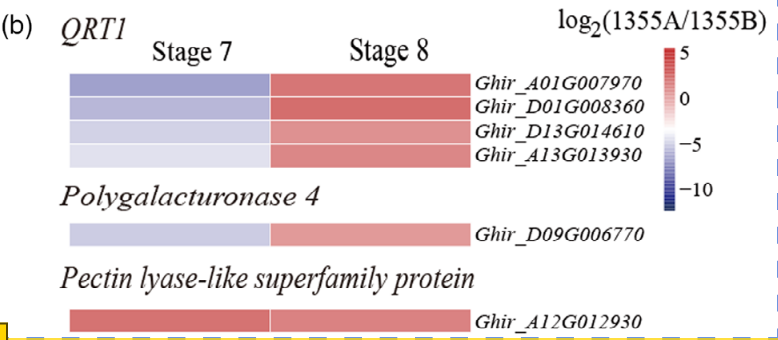 (b) QRT1 log2(1355A/1355B)
Stage 7 Stage 8
5
Ghir_A01G007970
0
Ghir_D01G008360
Ghir_D13G014610
−5
Ghir_A13G013930
−10
Polygalacturonase 4
Ghir_D09G006770
Pectin lyase-like superfamily protein
Ghir_A12G012930